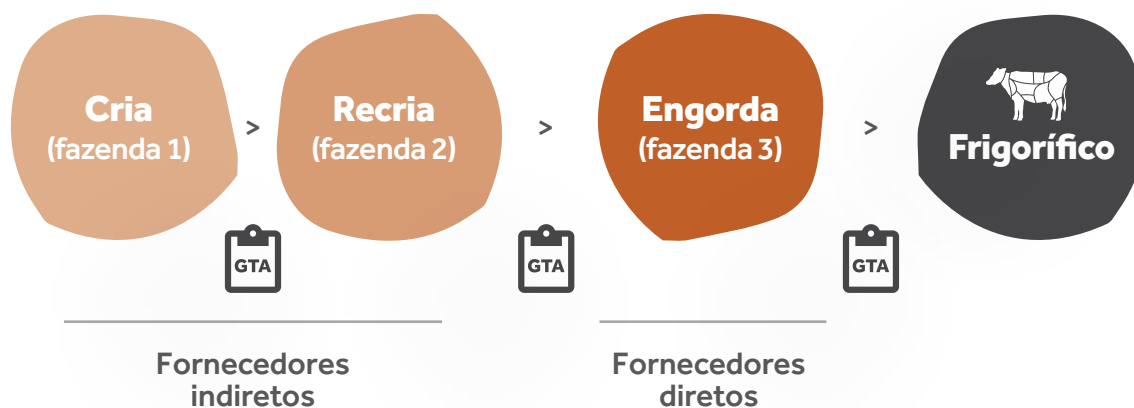 Cria
(fazenda 1)
>
Recria
(fazenda 2)
>
Engorda
(fazenda 3)
>
Frigorífico
GTA
GTA
GTA
Fornecedores
indiretos
Fornecedores
diretos